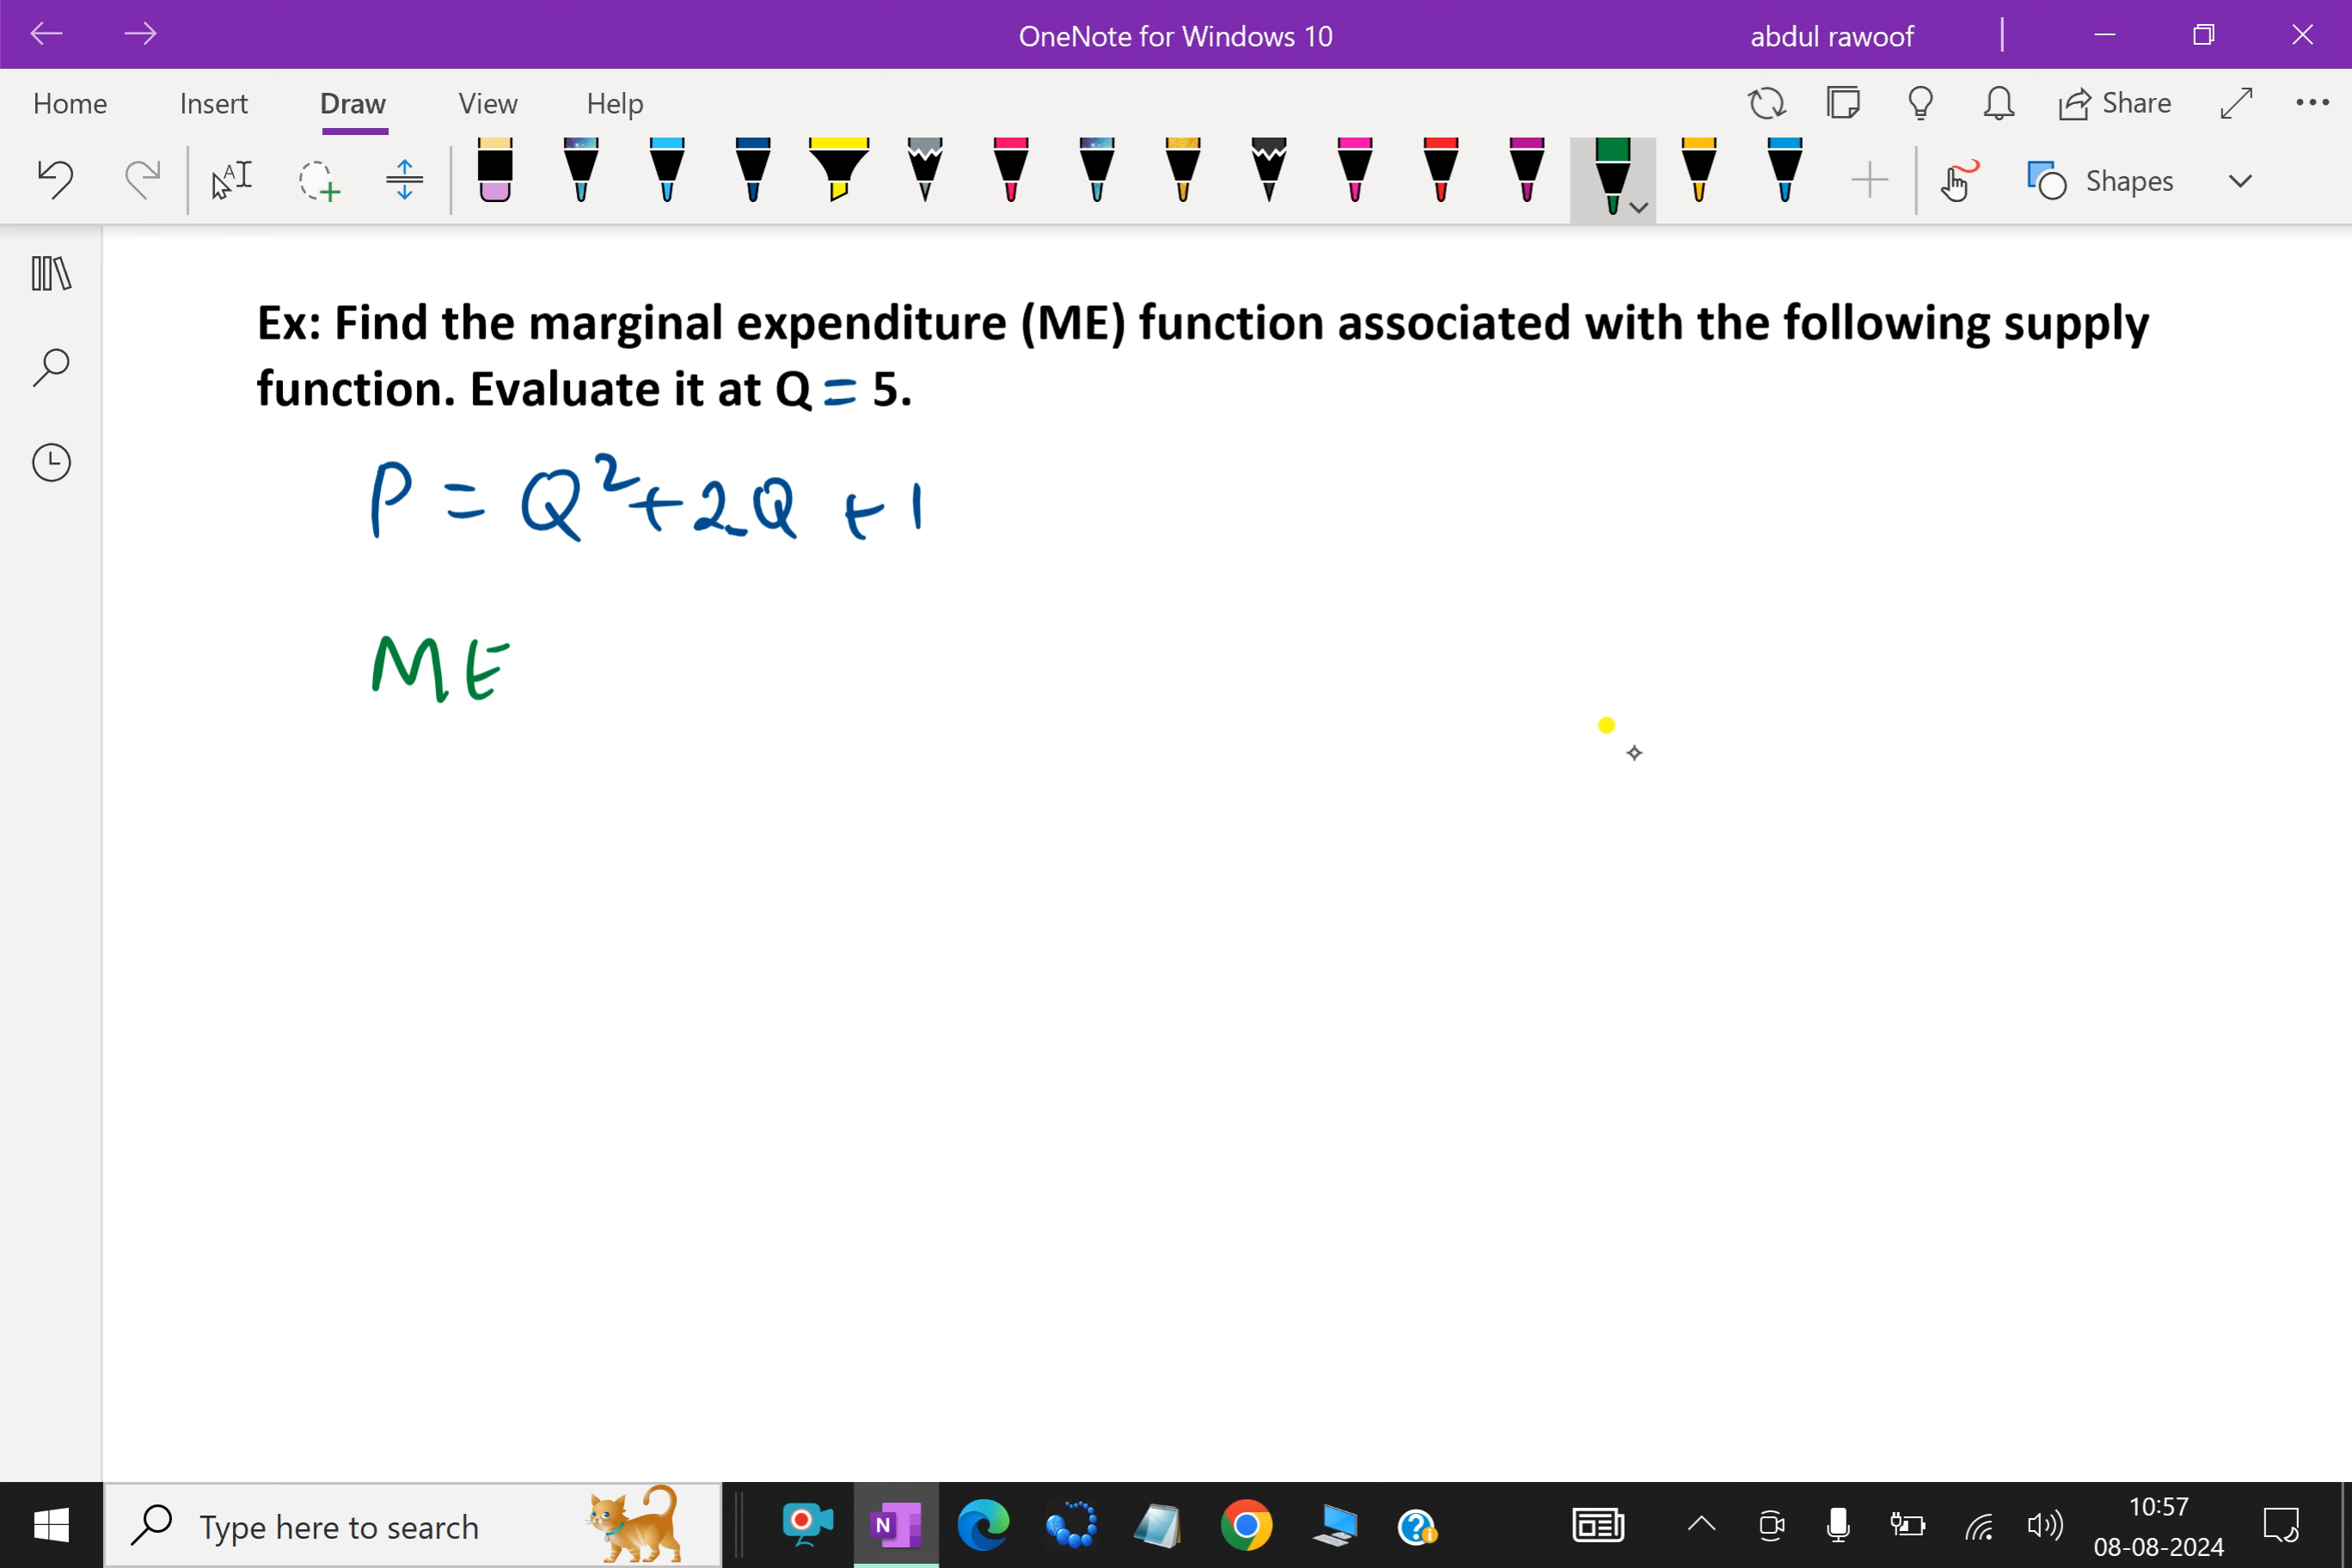 OneNote for Windows 10
abdul rawoof
Home Insert Draw View Help
Share
Shapes
Ex: Find the marginal expenditure (ME) function associated with the following supply
function. Evaluate it at Q = 5.
P = Q² + 2Q + 1
ME
Type here to search
10:57
08-08-2024